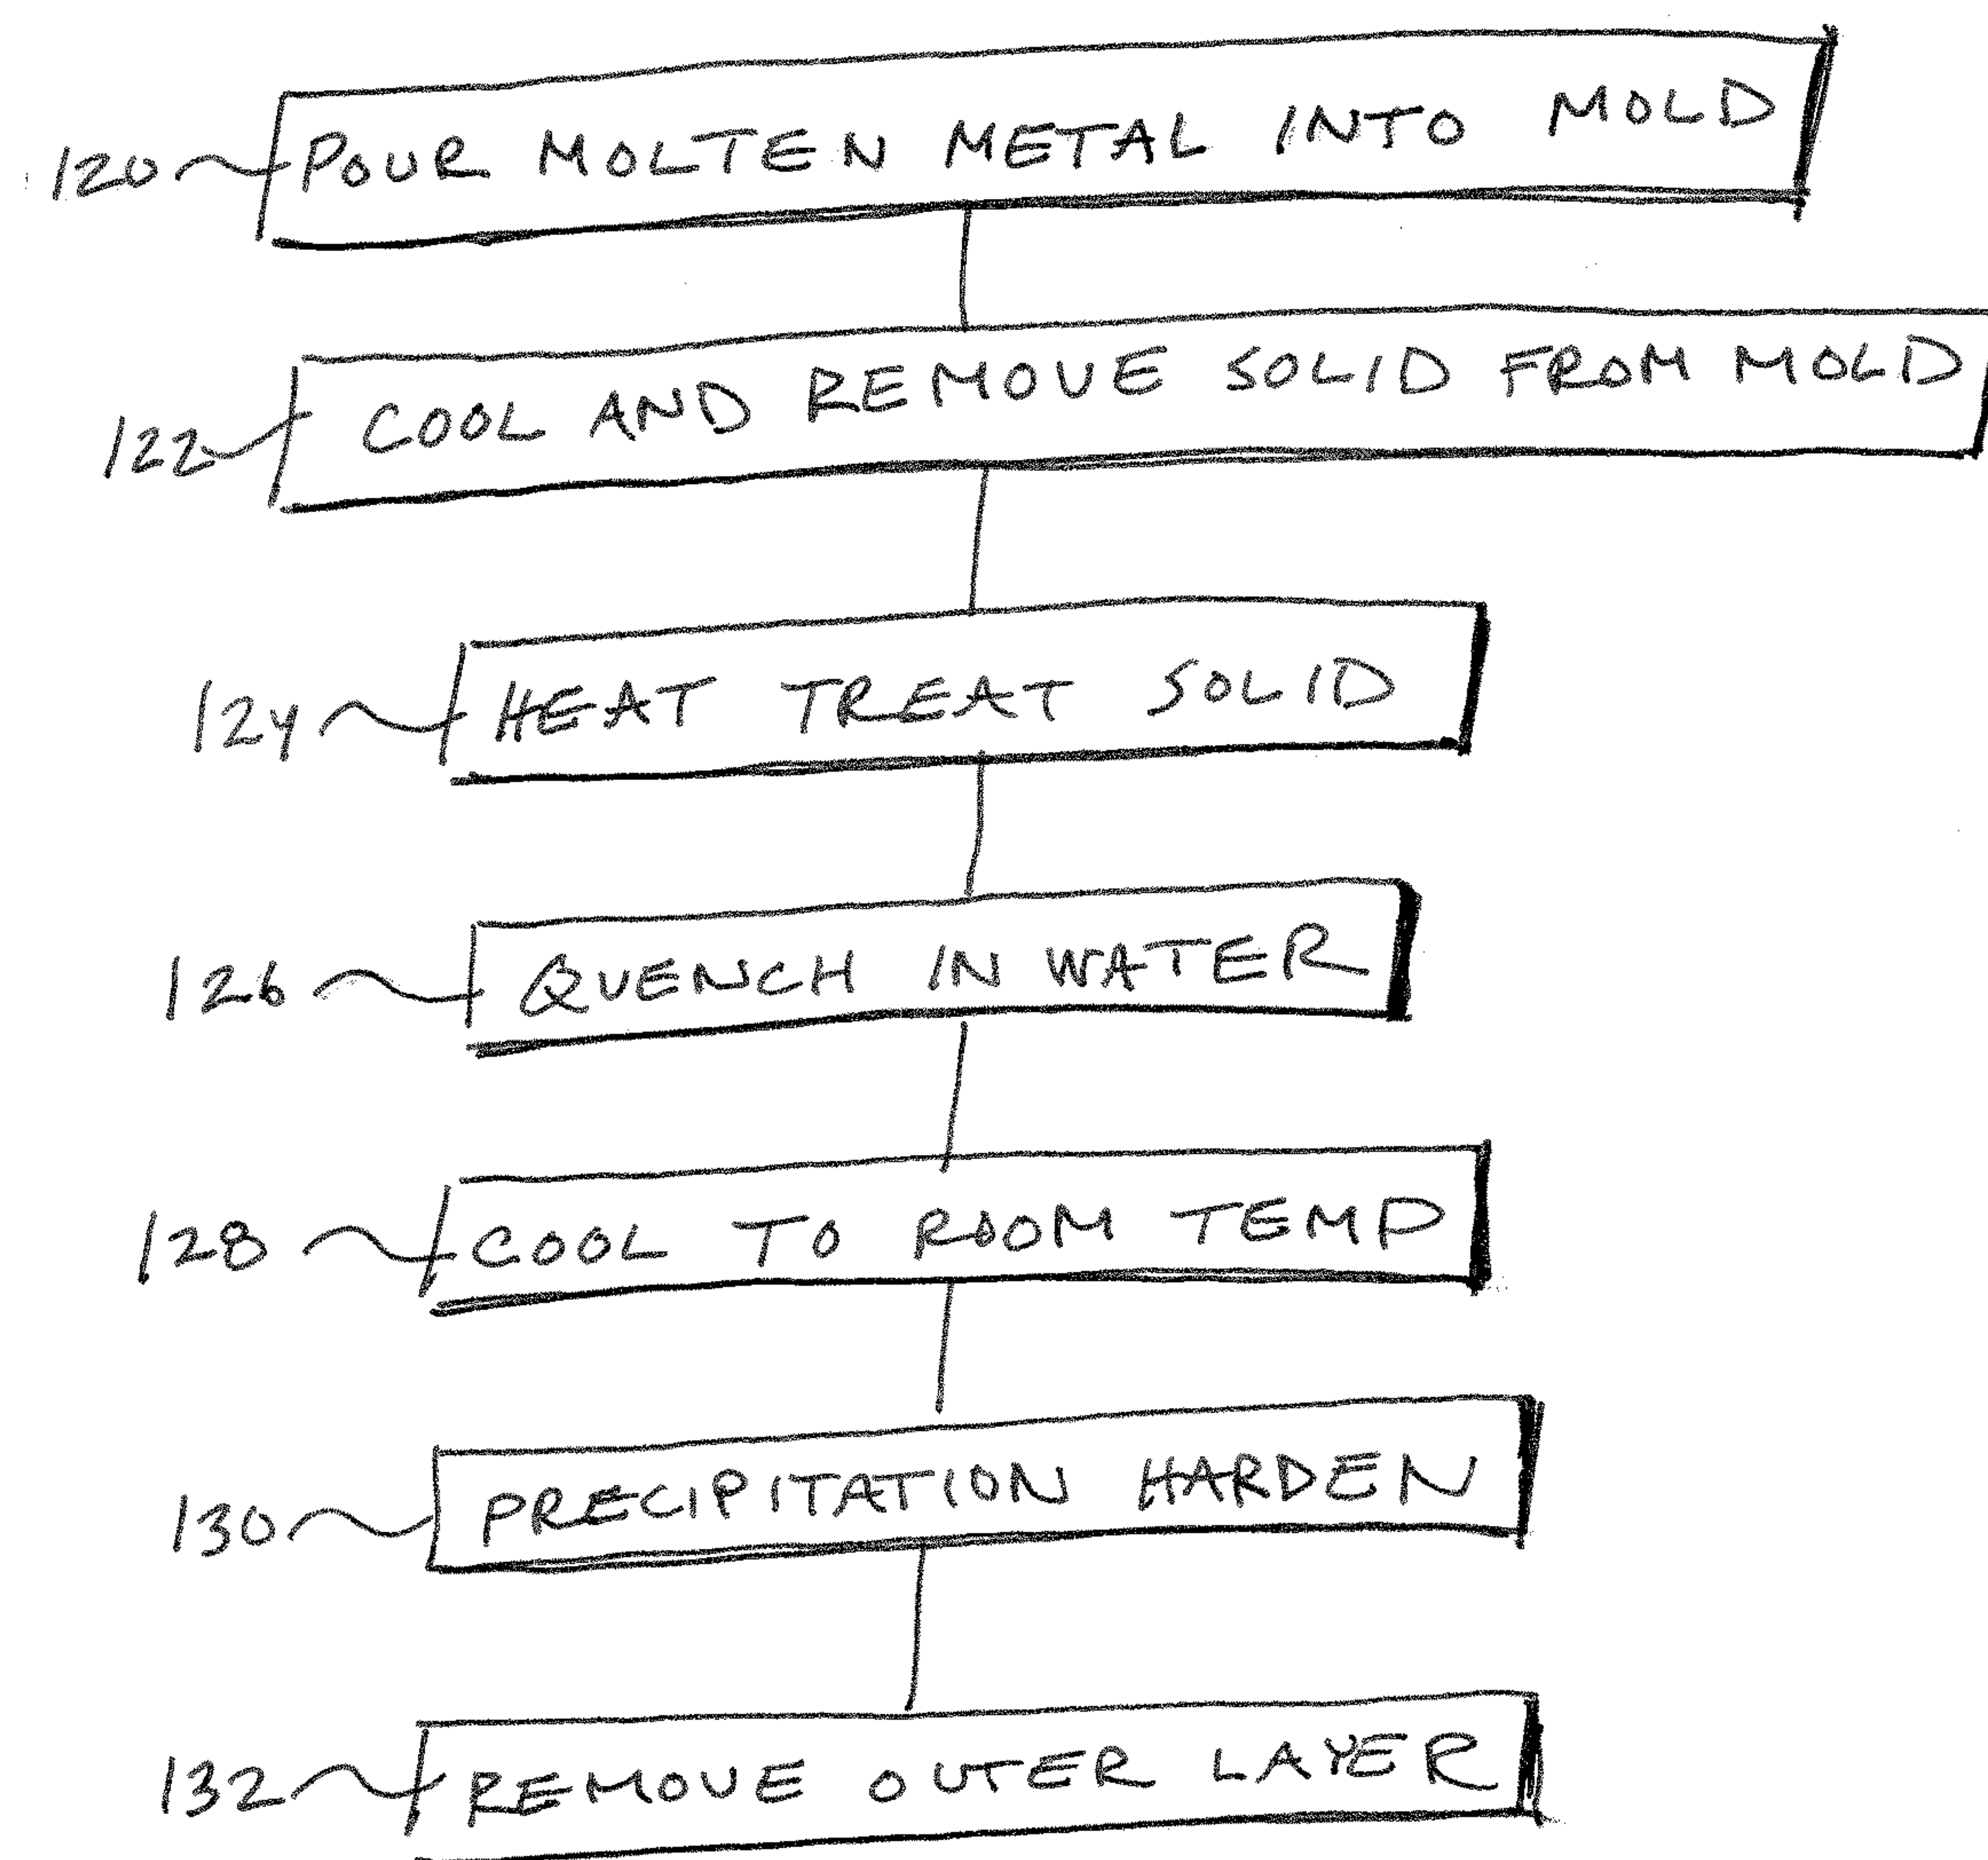 120 POUR MOLTEN METAL INTO MOLD
122 COOL AND REMOVE SOLID FROM MOLD
124 HEAT TREAT SOLID
126 QUENCH IN WATER
128 COOL TO ROOM TEMP
130 PRECIPITATION HARDEN
132 REMOVE OUTER LAYER